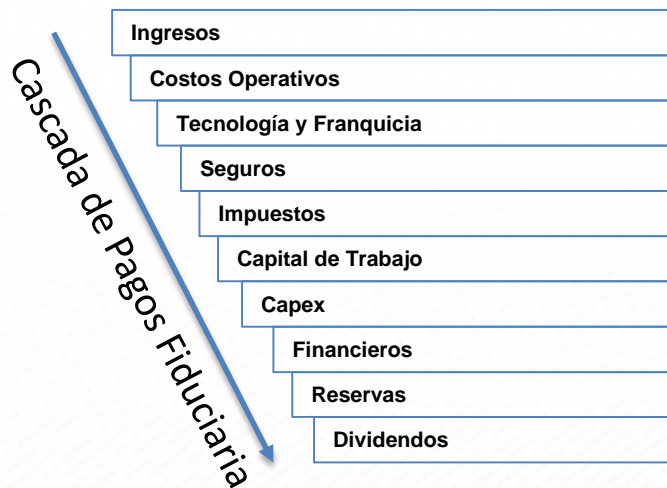 Ingresos
Costos Operativos
Tecnología y Franquicia
Seguros
Impuestos
Capital de Trabajo
Capex
Financieros
Reservas
Dividendos
Cascada de Pagos Fiduciaria